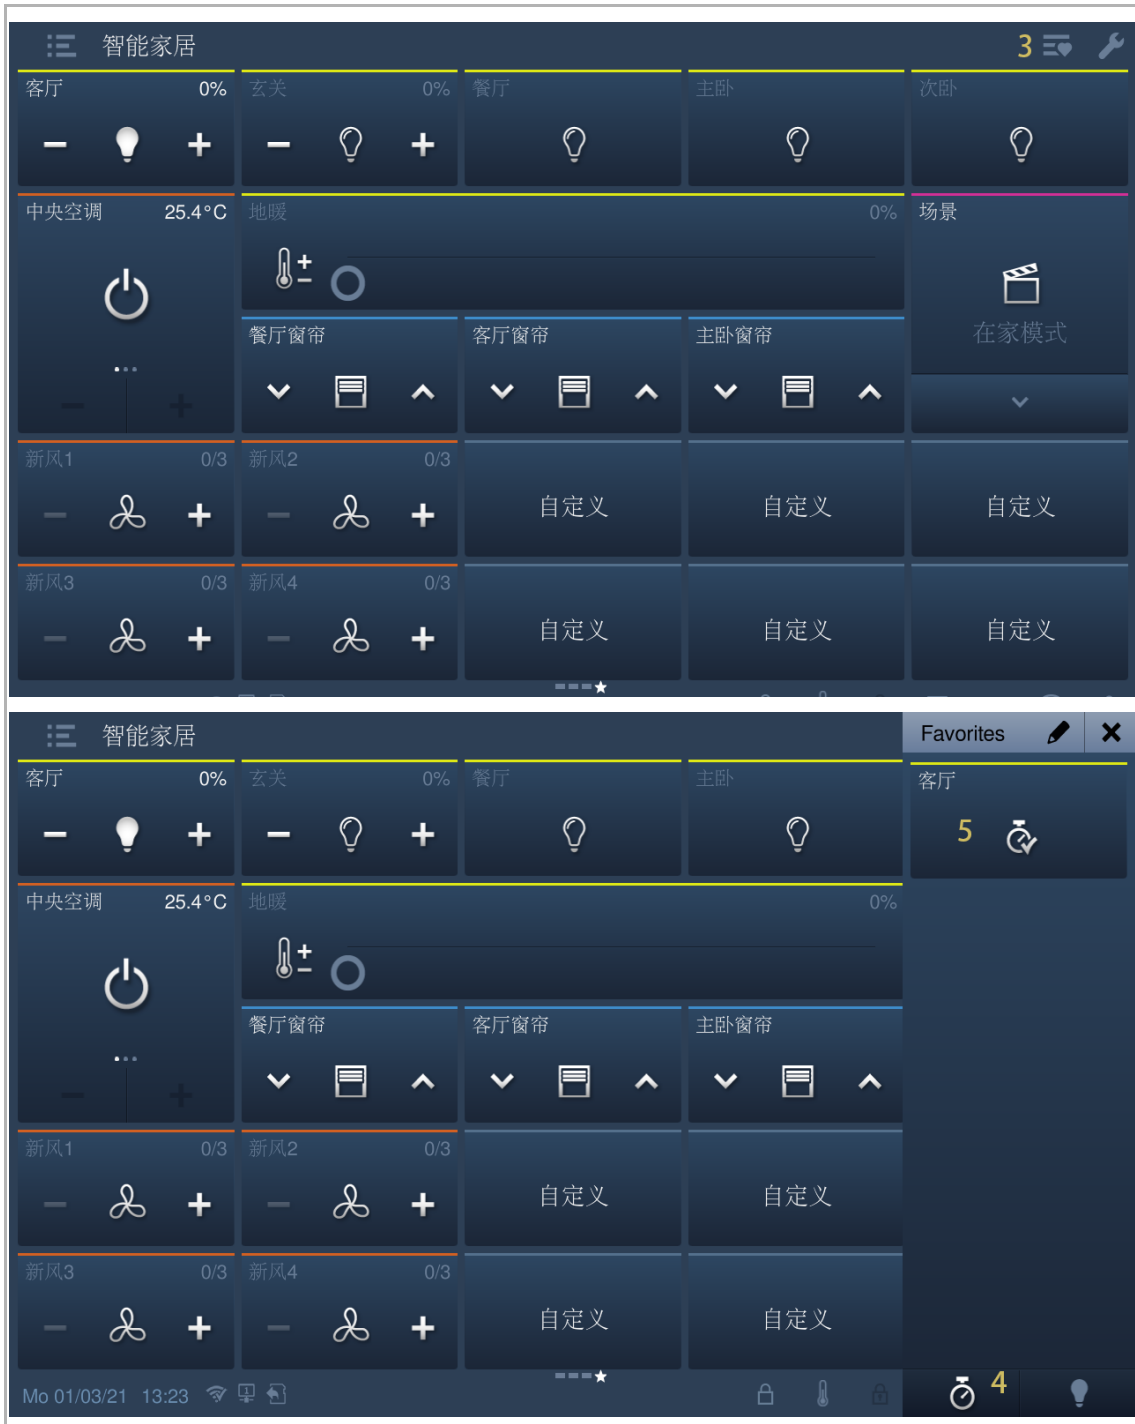 智能家居 3
客厅 0% 玄关 0% 餐厅 主卧 次卧
中央空调 25.4°C 地暖 0% 场景
在家模式
餐厅窗帘 客厅窗帘 主卧窗帘
新风1 0/3 新风2 0/3
自定义 自定义 自定义
新风3 0/3 新风4 0/3
自定义 自定义 自定义
智能家居 Favorites
客厅 0% 玄关 0% 餐厅 主卧 客厅
5
中央空调 25.4°C 地暖 0%
餐厅窗帘 客厅窗帘 主卧窗帘
新风1 0/3 新风2 0/3
自定义 自定义
新风3 0/3 新风4 0/3
自定义 自定义
Mo 01/03/21 13:23 4